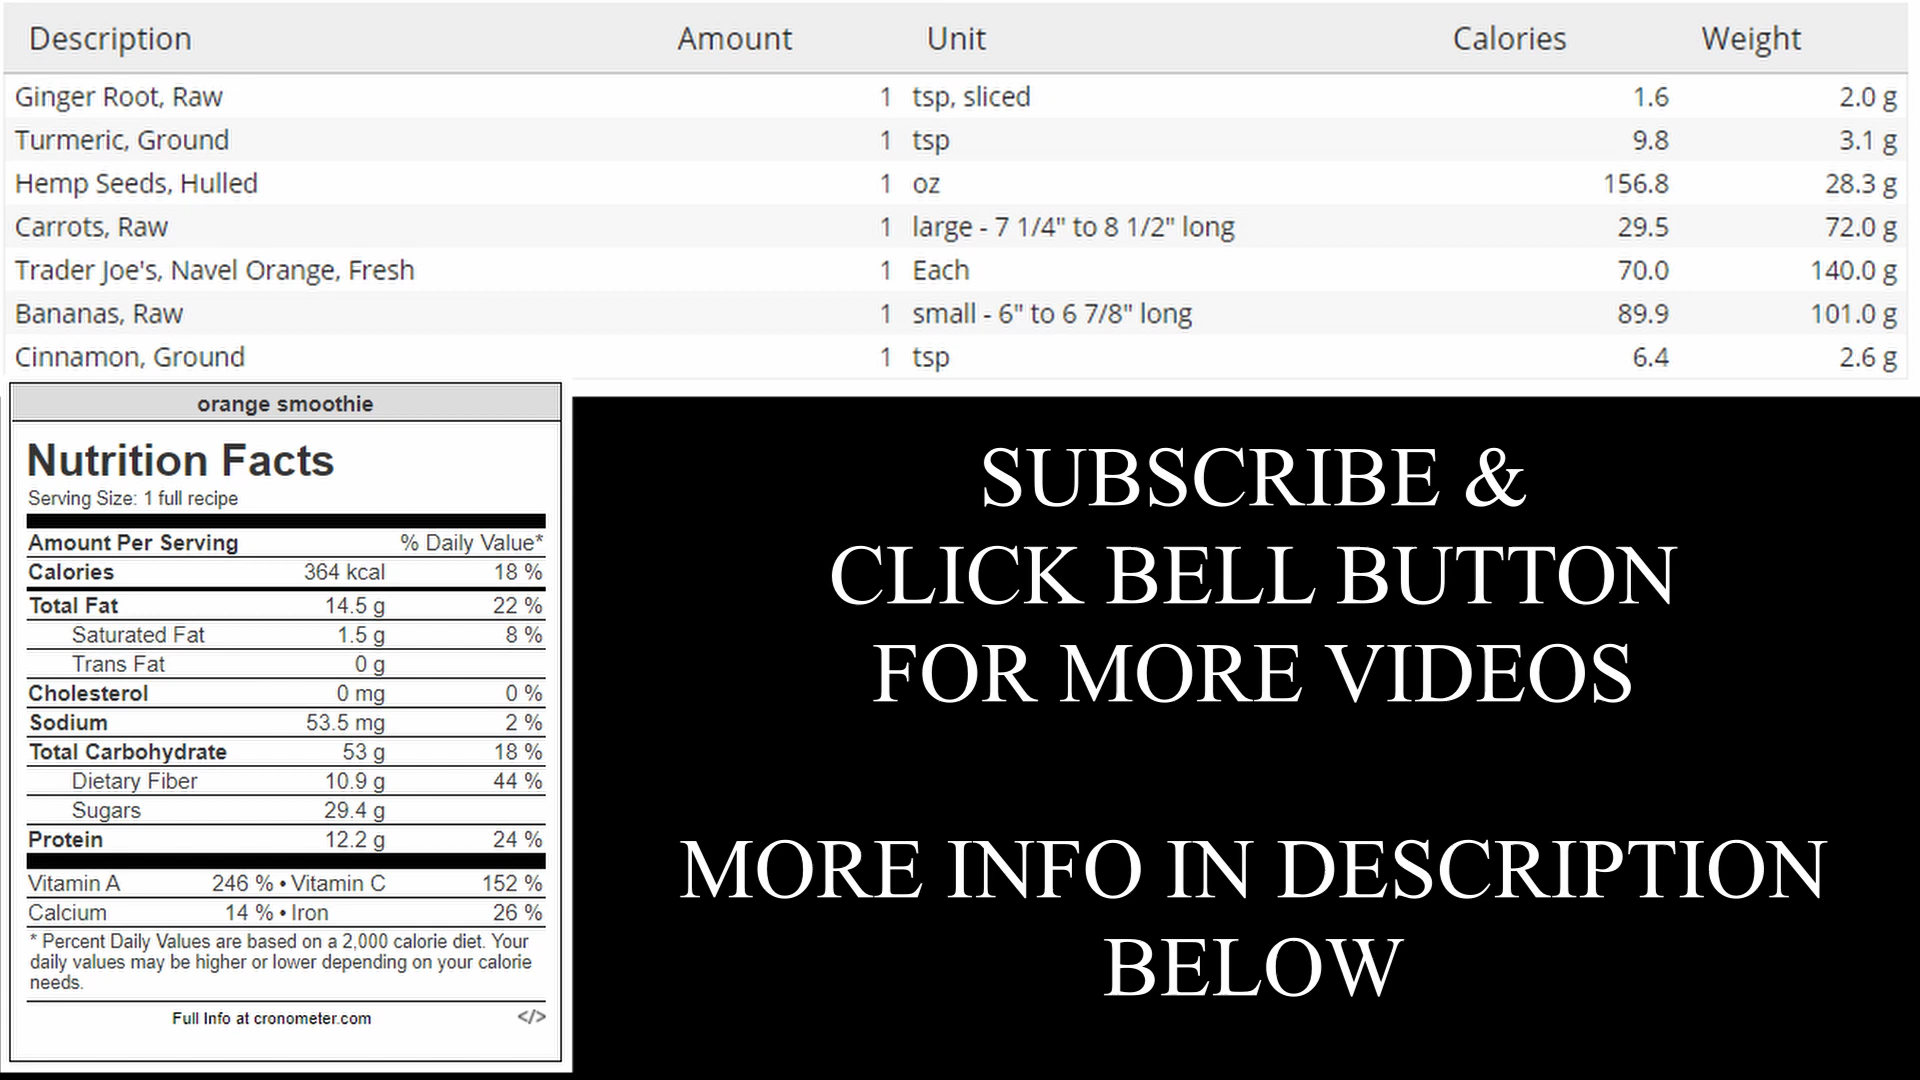 Description Amount Unit Calories Weight
Ginger Root, Raw 1 tsp, sliced 1.6 2.0 g
Turmeric, Ground 1 tsp 9.8 3.1 g
Hemp Seeds, Hulled 1 oz 156.8 28.3 g
Carrots, Raw 1 large - 7 1/4" to 8 1/2" long 29.5 72.0 g
Trader Joe's, Navel Orange, Fresh 1 Each 70.0 140.0 g
Bananas, Raw 1 small - 6" to 6 7/8" long 89.9 101.0 g
Cinnamon, Ground 1 tsp 6.4 2.6 g
orange smoothie
Nutrition Facts
Serving Size: 1 full recipe
Amount Per Serving % Daily Value*
Calories 364 kcal 18 %
Total Fat 14.5 g 22 %
Saturated Fat 1.5 g 8 %
Trans Fat 0 g
Cholesterol 0 mg 0 %
Sodium 53.5 mg 2 %
Total Carbohydrate 53 g 18 %
Dietary Fiber 10.9 g 44 %
Sugars 29.4 g
Protein 12.2 g 24 %
Vitamin A 246 % • Vitamin C 152 %
Calcium 14 % • Iron 26 %
* Percent Daily Values are based on a 2,000 calorie diet. Your
daily values may be higher or lower depending on your calorie
needs.
Full Info at cronometer.com </>
SUBSCRIBE &
CLICK BELL BUTTON
FOR MORE VIDEOS
MORE INFO IN DESCRIPTION
BELOW